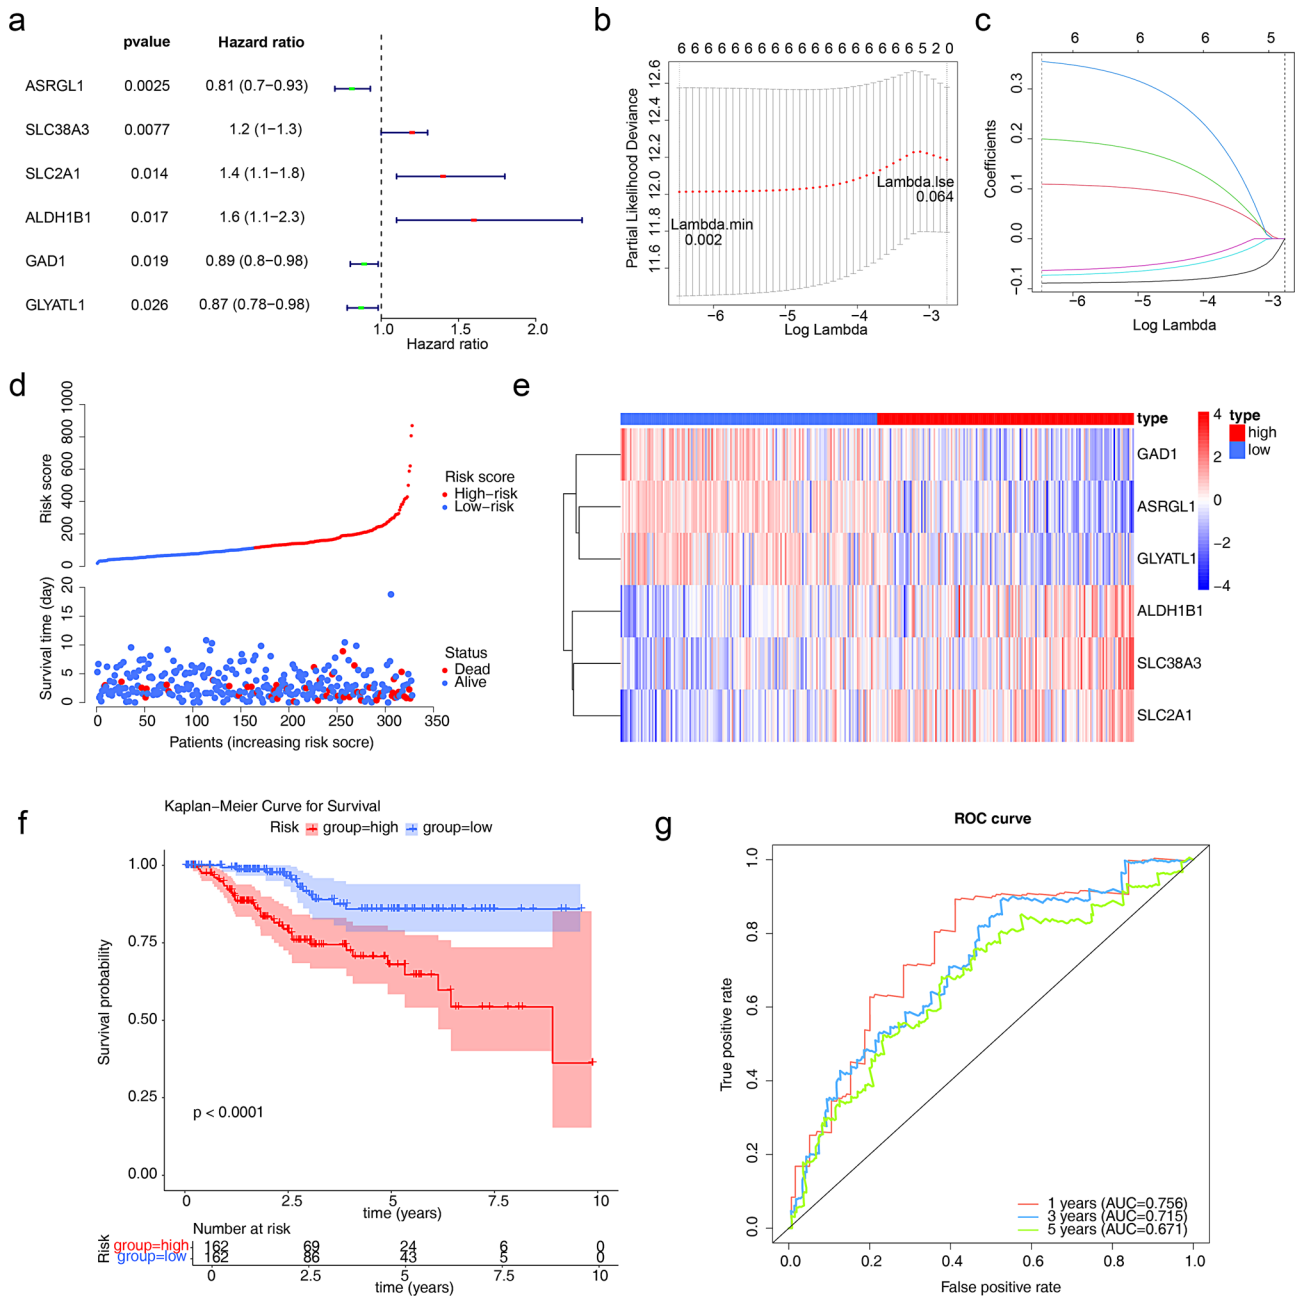 a
pvalue Hazard ratio
ASRGL1 0.0025 0.81 (0.7−0.93)
SLC38A3 0.0077 1.2 (1−1.3)
SLC2A1 0.014 1.4 (1.1−1.8)
ALDH1B1 0.017 1.6 (1.1−2.3)
GAD1 0.019 0.89 (0.8−0.98)
GLYATL1 0.026 0.87 (0.78−0.98)
1.0 1.5 2.0
Hazard ratio
b
6 6 6 6 6 6 6 6 6 6 6 6 6 6 6 6 6 6 5 2 0
Partial Likelihood Deviance
12.6
12.4
12.2
12.0
11.8
11.6
Lambda.lse
0.064
Lambda.min
0.002
−6 −5 −4 −3
Log Lambda
c
6 6 6 5
Coefficients
0.3
0.2
0.1
0.0
−0.1
−6 −5 −4 −3
Log Lambda
d
Risk score
1000
800
600
400
200
0
Risk score
High−risk
Low−risk
Survival time (day)
20
15
10
5
0
Status
Dead
Alive
0 50 100 150 200 250 300 350
Patients (increasing risk socre)
e
type
GAD1
ASRGL1
GLYATL1
ALDH1B1
SLC38A3
SLC2A1
4
2
0
−2
−4
type
high
low
f
Kaplan−Meier Curve for Survival
Risk group=high group=low
Survival probability
1.00
0.75
0.50
0.25
0.00
p < 0.0001
0 2.5 5 7.5 10
time (years)
Number at risk
Risk
group=high 162 69 24 6 0
group=low 162 86 43 5 0
0 2.5 5 7.5 10
time (years)
g
ROC curve
True positive rate
1.0
0.8
0.6
0.4
0.2
0.0
1 years (AUC=0.756)
3 years (AUC=0.715)
5 years (AUC=0.671)
0.0 0.2 0.4 0.6 0.8 1.0
False positive rate